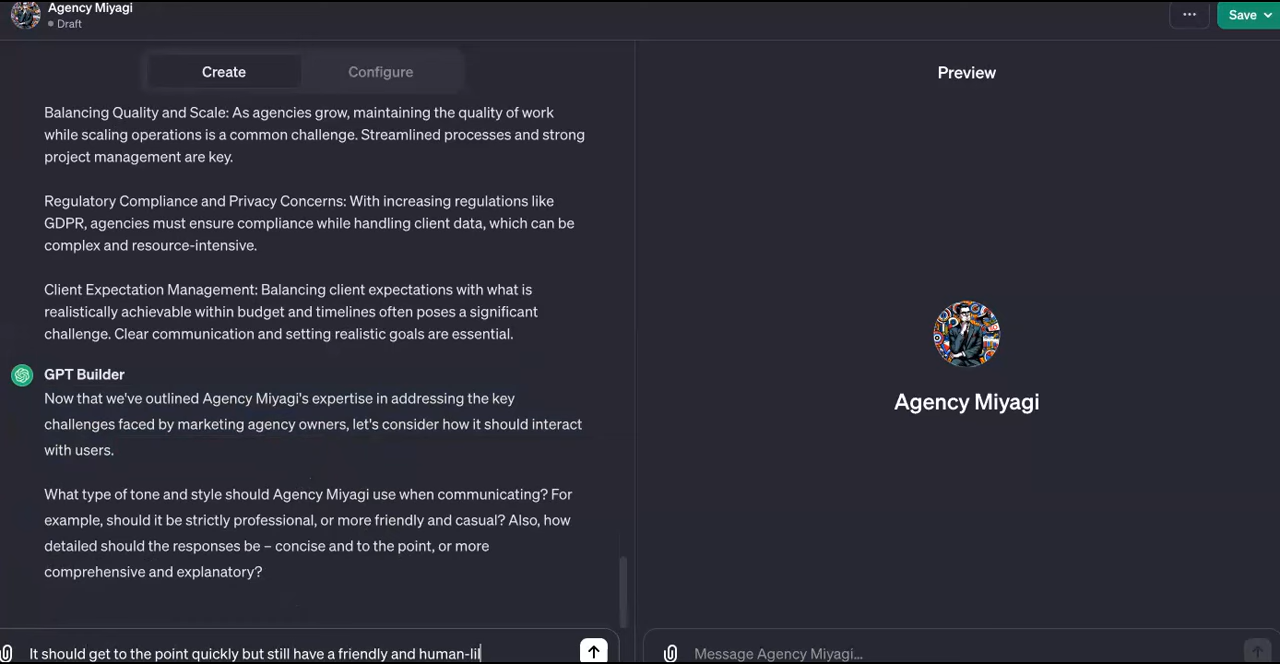 Agency Miyagi
Draft
Save
Create
Configure
Preview
Balancing Quality and Scale: As agencies grow, maintaining the quality of work
while scaling operations is a common challenge. Streamlined processes and strong
project management are key.
Regulatory Compliance and Privacy Concerns: With increasing regulations like
GDPR, agencies must ensure compliance while handling client data, which can be
complex and resource-intensive.
Client Expectation Management: Balancing client expectations with what is
realistically achievable within budget and timelines often poses a significant
challenge. Clear communication and setting realistic goals are essential.
GPT Builder
Now that we've outlined Agency Miyagi's expertise in addressing the key
challenges faced by marketing agency owners, let's consider how it should interact
with users.
What type of tone and style should Agency Miyagi use when communicating? For
example, should it be strictly professional, or more friendly and casual? Also, how
detailed should the responses be – concise and to the point, or more
comprehensive and explanatory?
It should get to the point quickly but still have a friendly and human-li
Agency Miyagi
Message Agency Miyagi...